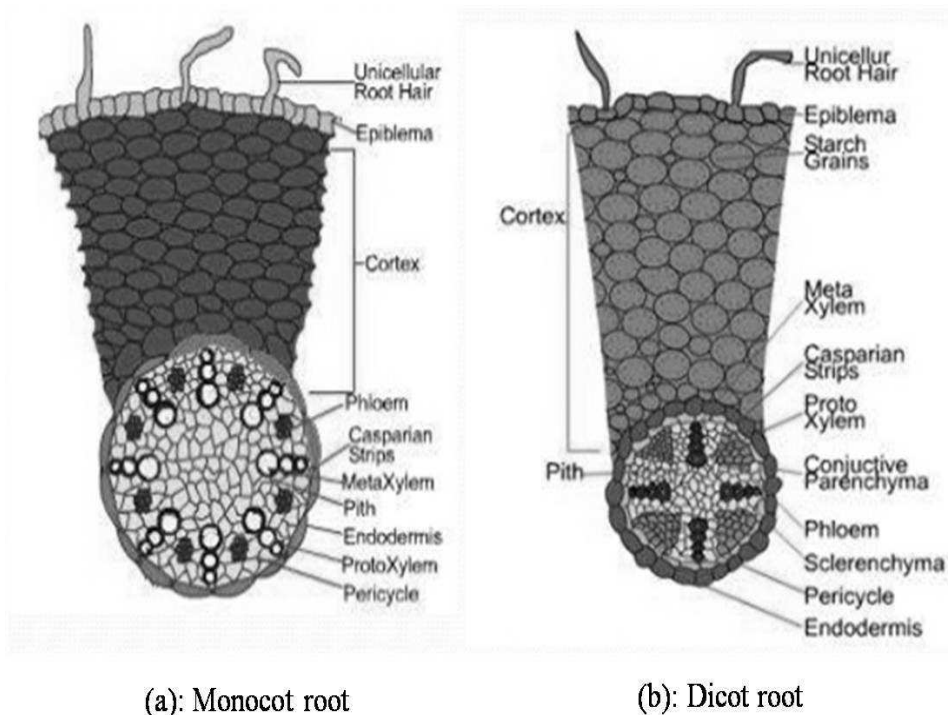 Unicellular
Root Hair
Epiblema
Cortex
Phloem
Casparian
Strips
MetaXylem
Pith
Endodermis
ProtoXylem
Pericycle
Unicellur
Root Hair
Epiblema
Starch
Grains
Cortex
Meta
Xylem
Casparian
Strips
Proto
Xylem
Pith
Conjuctive
Parenchyma
Phloem
Sclerenchyma
Pericycle
Endodermis
(a): Monocot root
(b): Dicot root